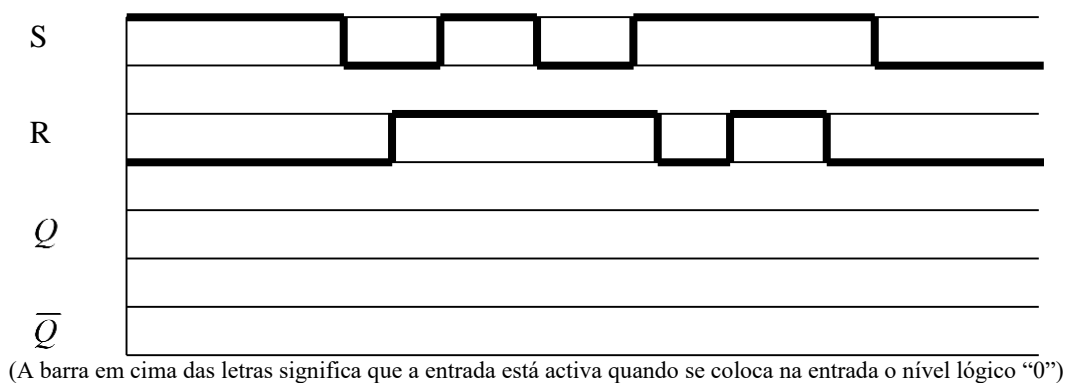 S
R
Q
Q̅
(A barra em cima das letras significa que a entrada está activa quando se coloca na entrada o nível lógico “0”)